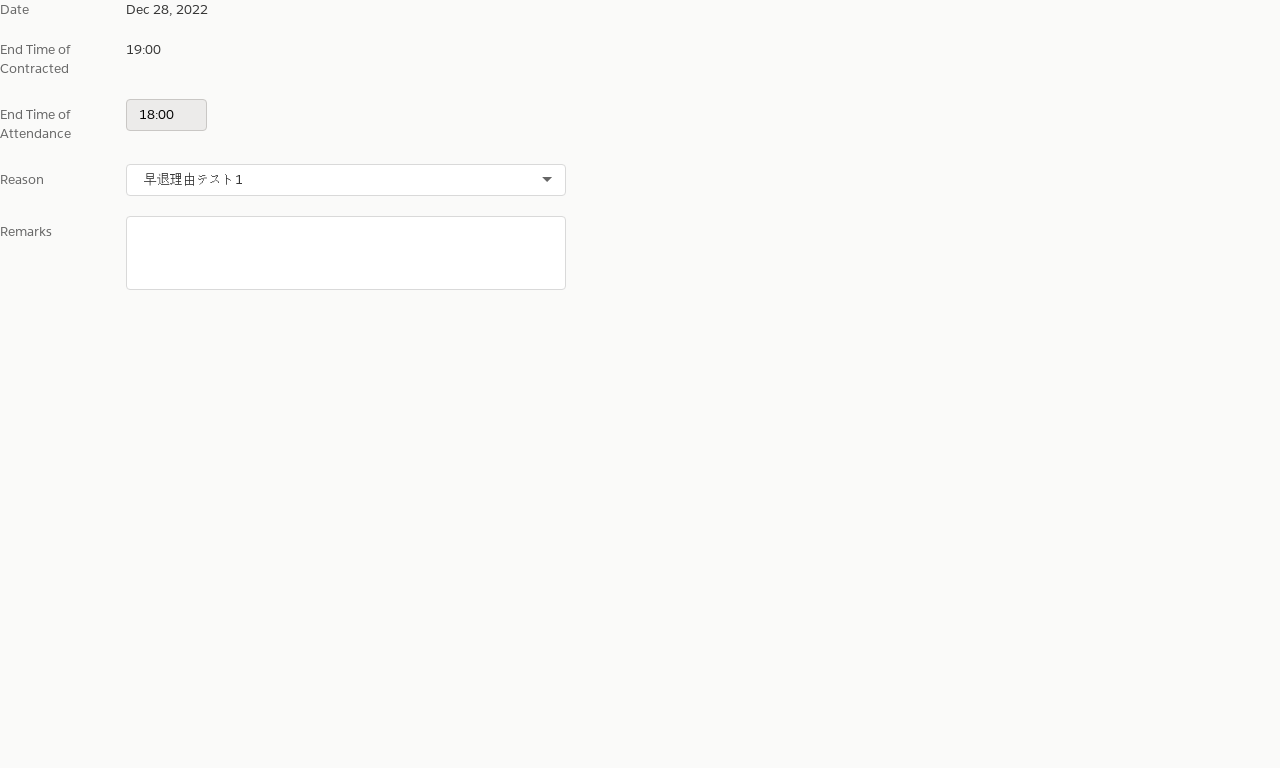 Date
Dec 28, 2022
End Time of
Contracted
19:00
End Time of
Attendance
18:00
Reason
早退理由テスト1
Remarks